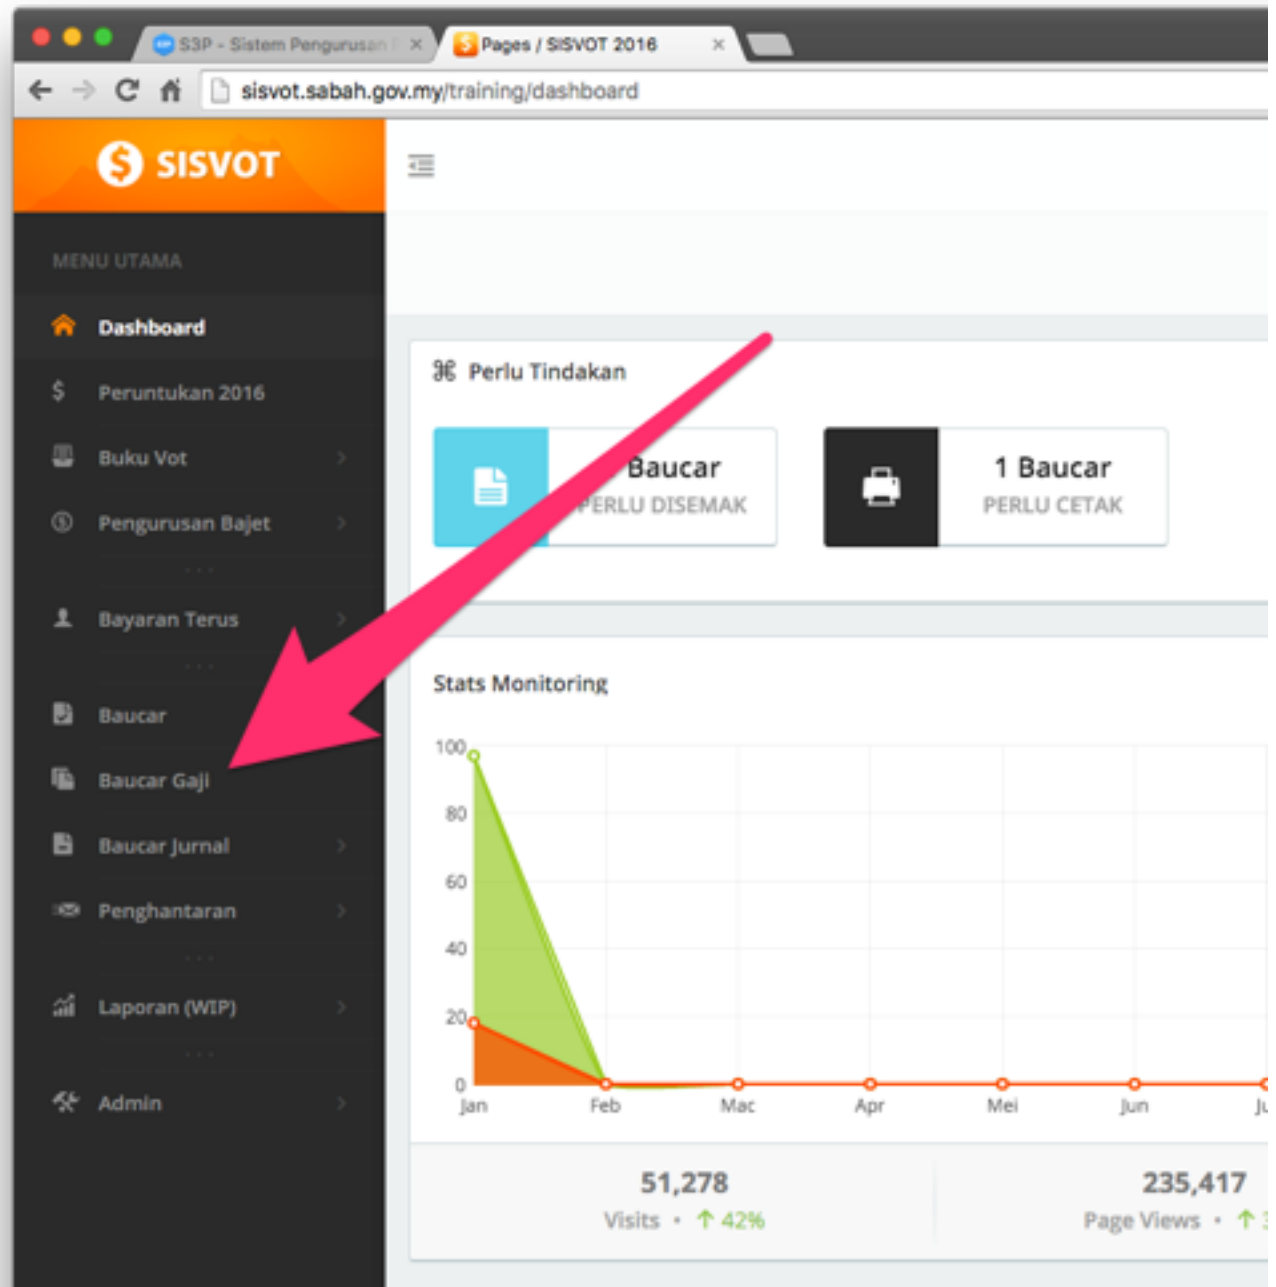 S3P - Sistem Pengurusan
Pages / SISVOT 2016
sisvot.sabah.gov.my/training/dashboard
SISVOT
MENU UTAMA
Dashboard
Peruntukan 2016
Buku Vot
Pengurusan Bajet
Bayaran Terus
Baucar
Baucar Gaji
Baucar Jurnal
Penghantaran
Laporan (WIP)
Admin
Perlu Tindakan
Baucar
PERLU DISEMAK
1 Baucar
PERLU CETAK
Stats Monitoring
100
80
60
40
20
0
Jan Feb Mac Apr Mei Jun
51,278
Visits • ↑ 42%
235,417
Page Views • ↑